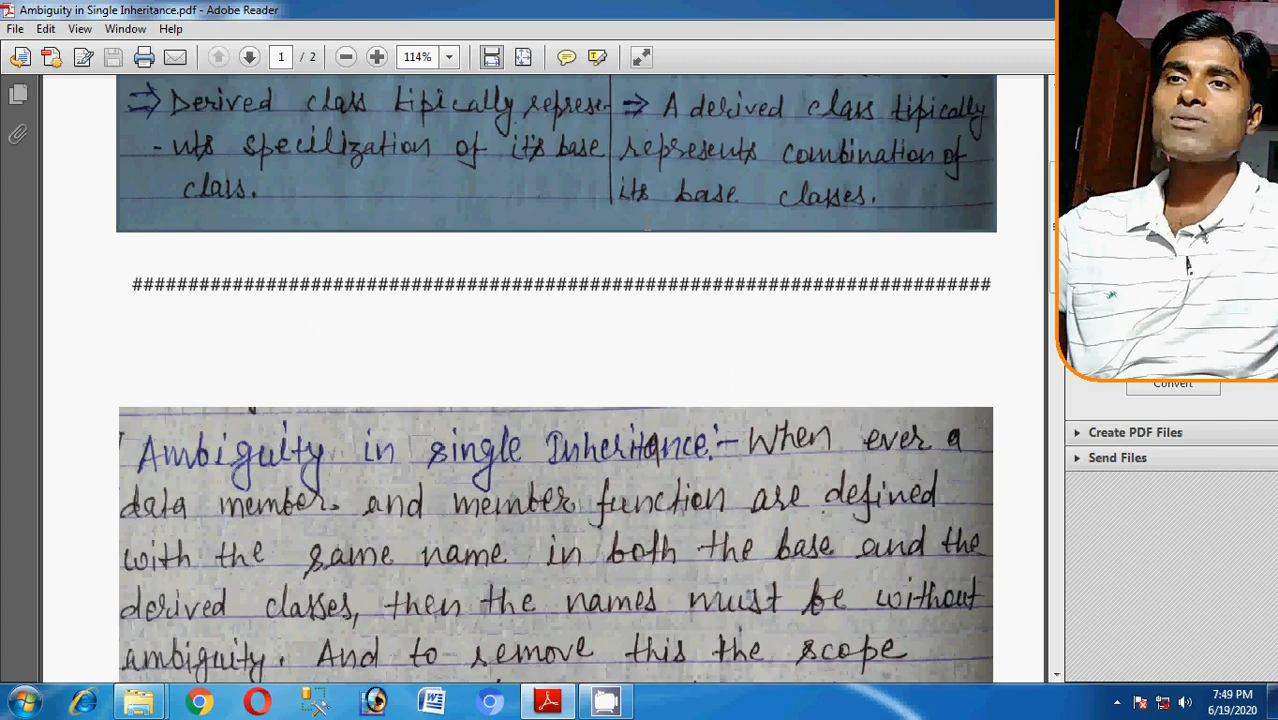 Ambiguity in Single Inheritance.pdf - Adobe Reader
File Edit View Window Help
1 / 2 114%
⇒ Derived class tipically represe- 
- nts specilization of it's base
class.
⇒ A derived class tipically
represents combination of
its base classes.
#############################################################################
Ambiguity in single Inheritance:- When ever a
data member and member function are defined
with the same name in both the base and the
derived classes, then the names must be without
ambiguity. And to remove this the scope
Convert
Create PDF Files
Send Files
7:49 PM
6/19/2020